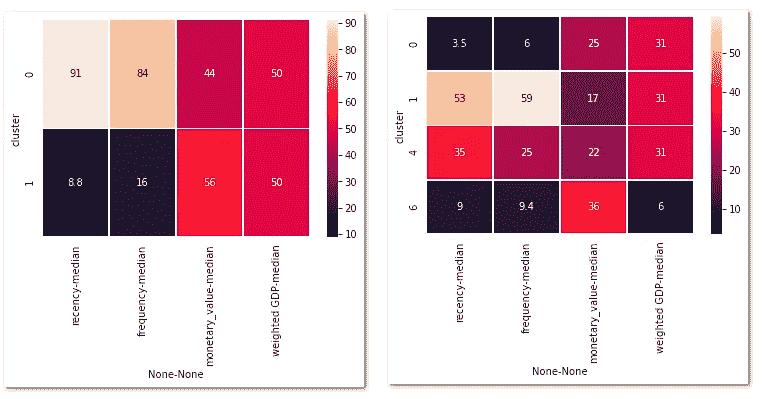 90
80
70
60
50
40
30
20
10
0
1
cluster
91 84 44 50
8.8 16 56 50
recency-median
frequency-median
monetary_value-median
weighted GDP-median
None-None
50
40
30
20
10
0
1
4
6
cluster
3.5 6 25 31
53 59 17 31
35 25 22 31
9 9.4 36 6
recency-median
frequency-median
monetary_value-median
weighted GDP-median
None-None